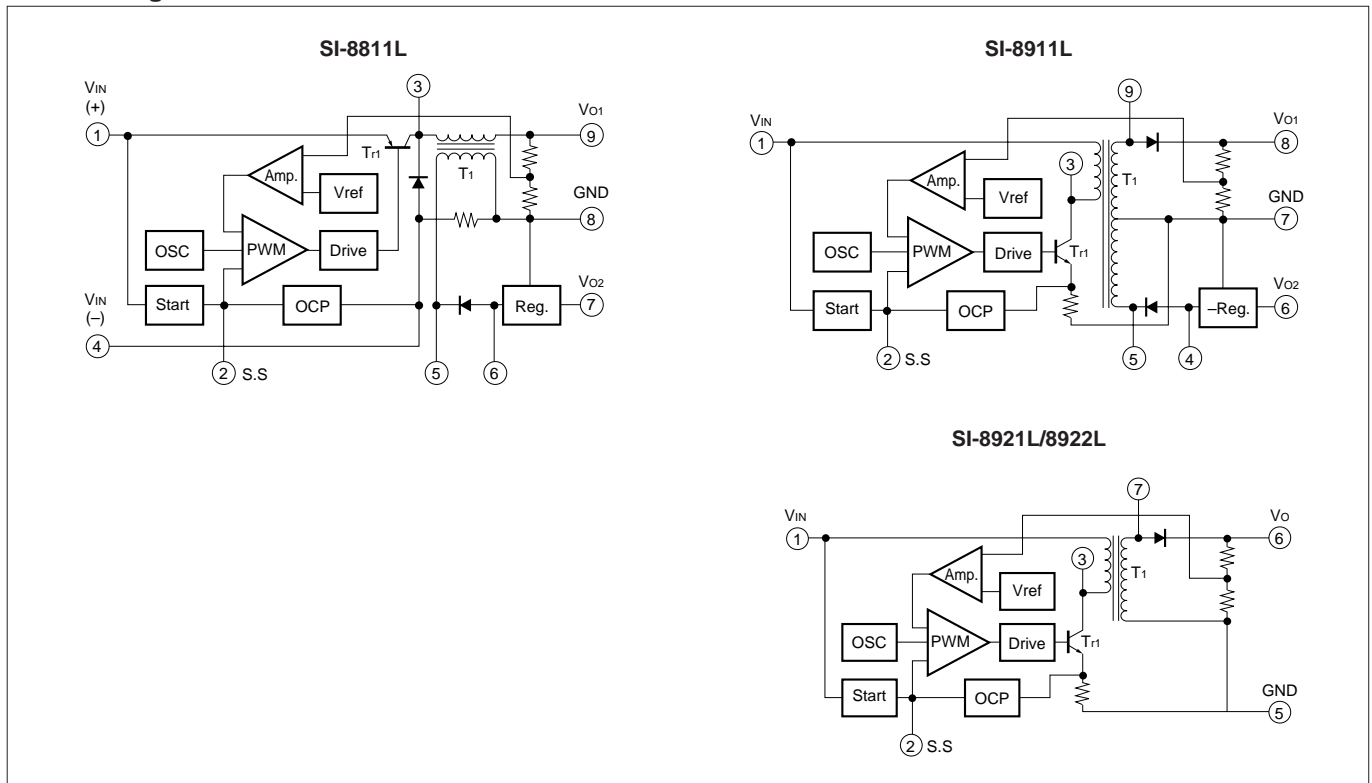 SI-8811L
VIN
(+)
1
3
VO1
9
Tr1
T1
Amp.
Vref
GND
8
OSC
PWM
Drive
VIN
(–)
4
Start
OCP
Reg.
VO2
7
2 S.S
5
6
SI-8911L
VIN
1
9
VO1
8
3
T1
Amp.
Vref
GND
7
OSC
PWM
Drive
Tr1
Start
OCP
–Reg.
VO2
6
2 S.S
5
4
SI-8921L/8922L
VIN
1
7
VO
6
3
T1
Amp.
Vref
OSC
PWM
Drive
Tr1
Start
OCP
GND
5
2 S.S